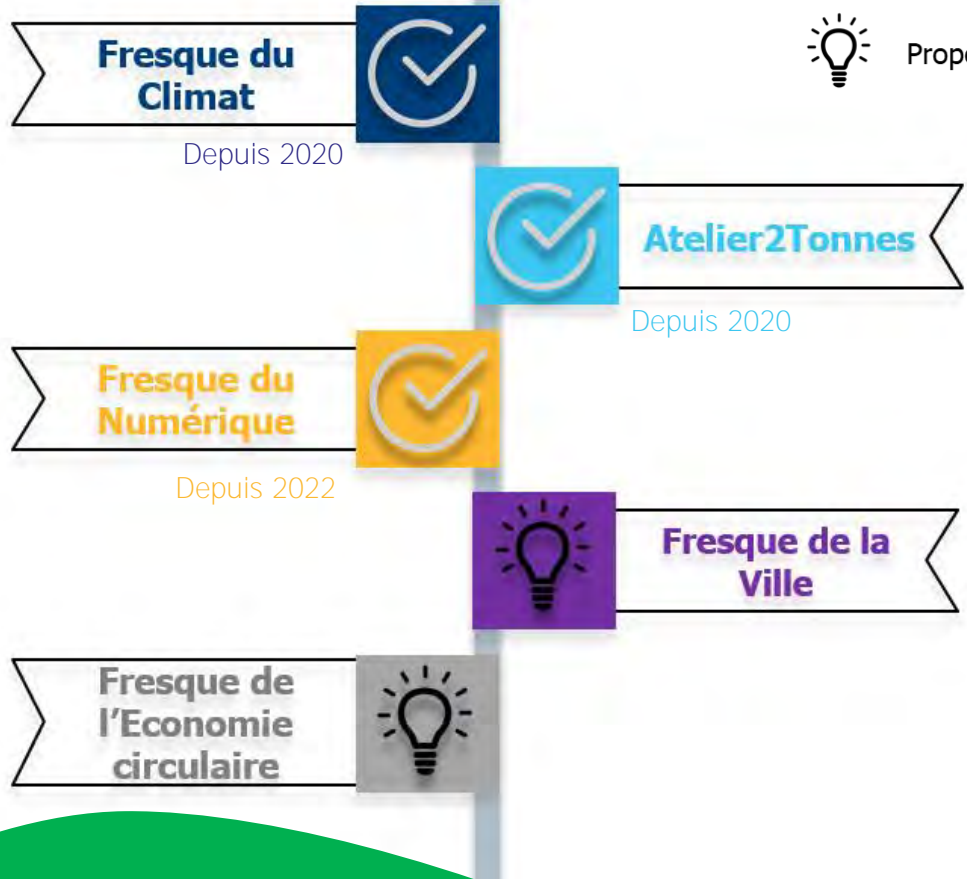 Fresque du
Climat
Depuis 2020
Atelier2Tonnes
Depuis 2020
Fresque du
Numérique
Depuis 2022
Fresque de la
Ville
Fresque de
l'Economie
circulaire